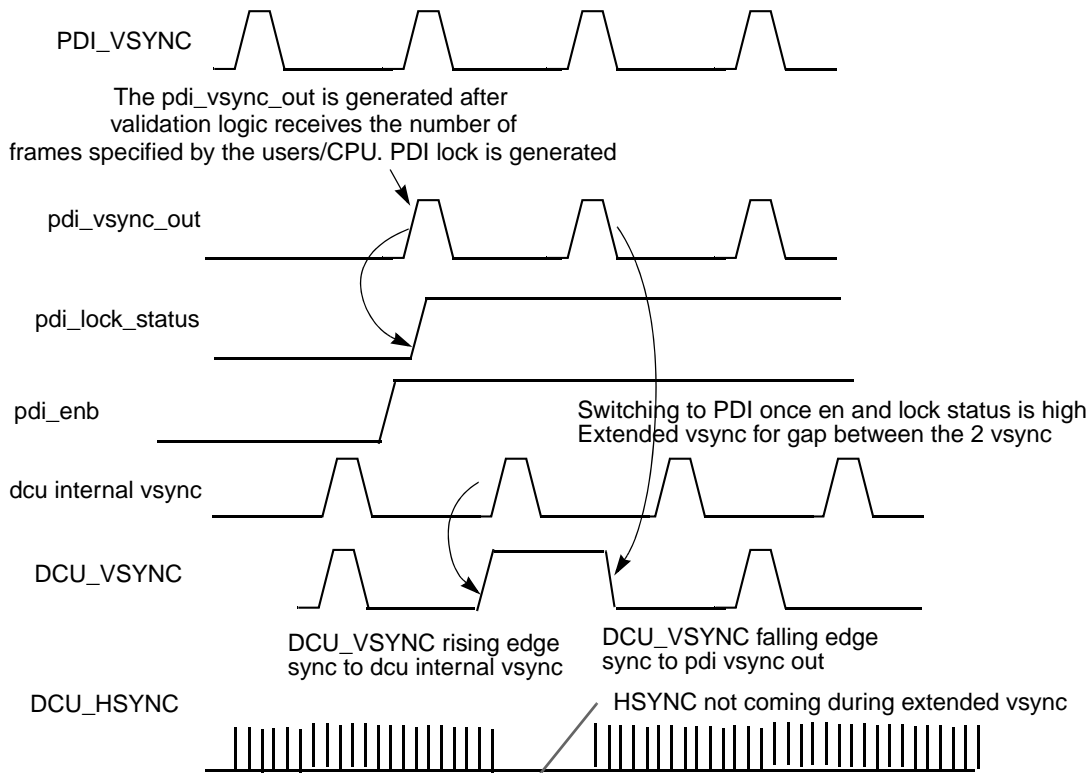 PDI_VSYNC
The pdi_vsync_out is generated after
validation logic receives the number of
frames specified by the users/CPU. PDI lock is generated
pdi_vsync_out
pdi_lock_status
pdi_enb
Switching to PDI once en and lock status is high
Extended vsync for gap between the 2 vsync
dcu internal vsync
DCU_VSYNC
DCU_VSYNC rising edge
sync to dcu internal vsync
DCU_VSYNC falling edge
sync to pdi vsync out
DCU_HSYNC
HSYNC not coming during extended vsync